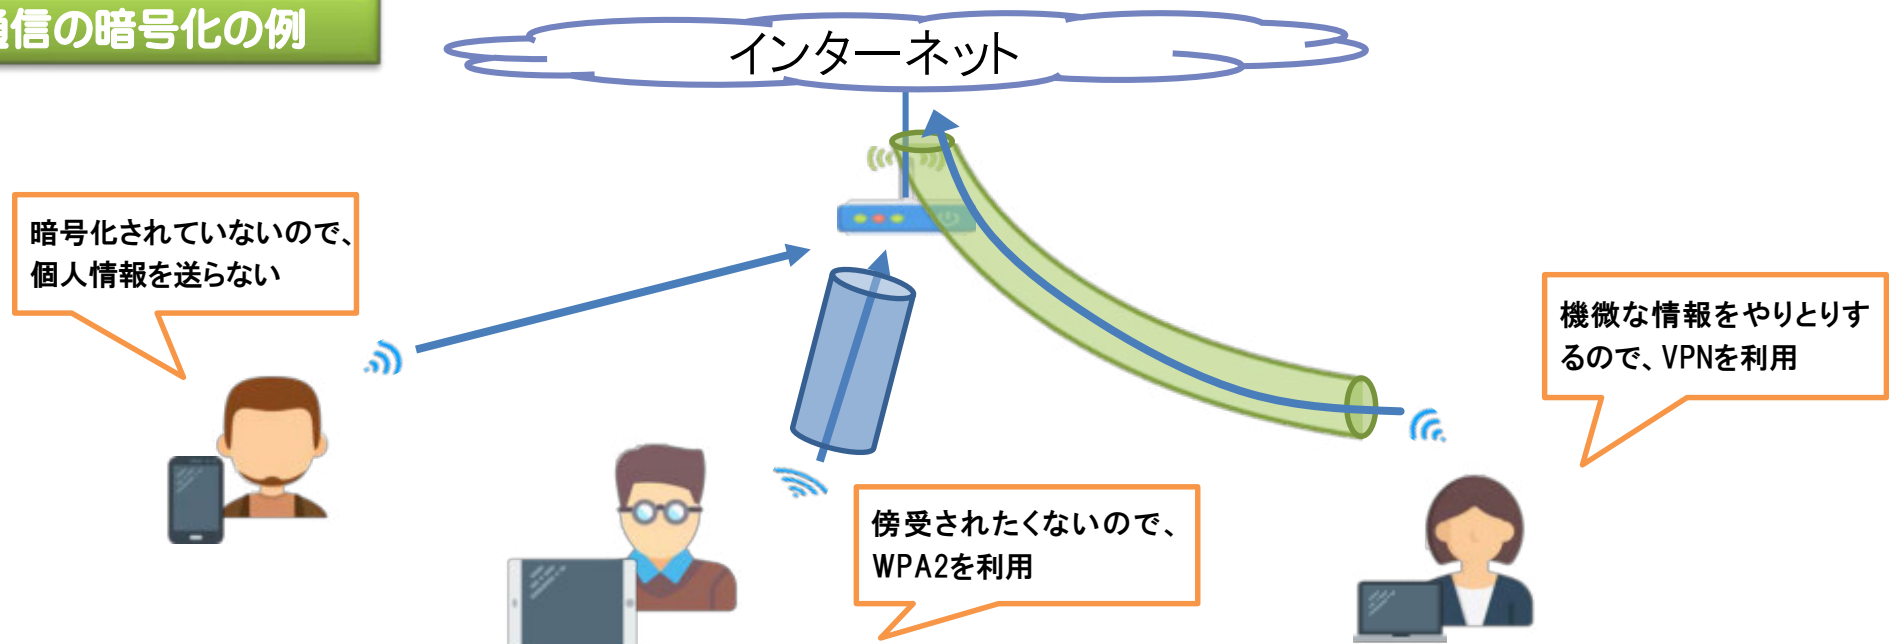 信の暗号化の例
インターネット
暗号化されていないので、
個人情報を送らない
機微な情報をやりとりす
るので、VPNを利用
傍受されたくないので、
WPA2を利用